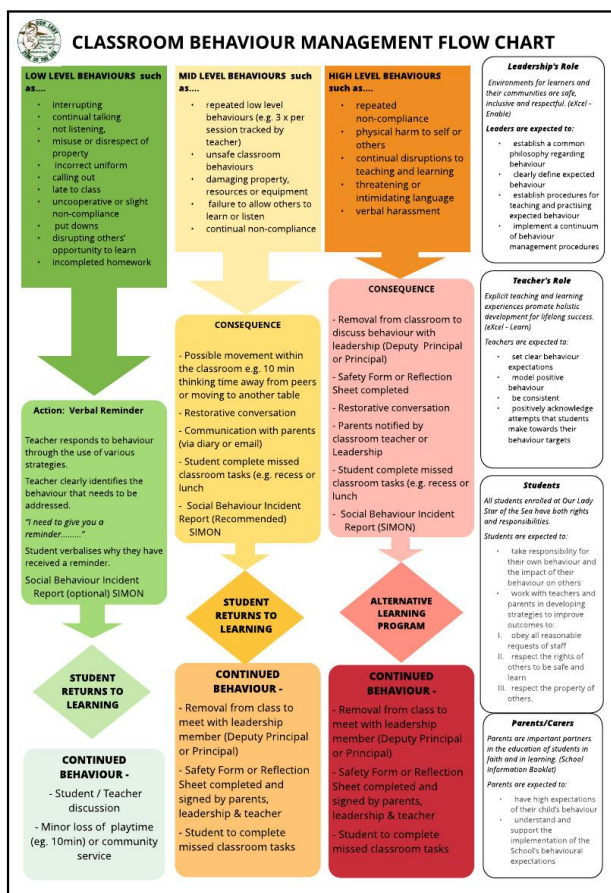 CLASSROOM BEHAVIOUR MANAGEMENT FLOW CHART
LOW LEVEL BEHAVIOURS such
as....
• interrupting
• continual talking
• not listening,
• misuse or disrespect of
property
• incorrect uniform
• calling out
• late to class
• uncooperative or slight
non-compliance
• put downs
• disrupting others'
opportunity to learn
• incompleted homework
Action: Verbal Reminder
Teacher responds to behaviour
through the use of various
strategies.
Teacher clearly identifies the
behaviour that needs to be
addressed.
"I need to give you a
reminder........."
Student verbalises why they have
received a reminder.
Social Behaviour Incident
Report (optional) SIMON
STUDENT
RETURNS TO
LEARNING
CONTINUED
BEHAVIOUR -
- Student / Teacher
discussion
- Minor loss of playtime
(eg. 10min) or community
service
MID LEVEL BEHAVIOURS such
as....
• repeated low level
behaviours (e.g. 3 x per
session tracked by
teacher)
• unsafe classroom
behaviours
• damaging property,
resources or equipment
• failure to allow others to
learn or listen
• continual non-compliance
CONSEQUENCE
- Possible movement within
the classroom e.g. 10 min
thinking time away from peers
or moving to another table
- Restorative conversation
- Communication with parents
(via diary or email)
- Student complete missed
classroom tasks (e.g. recess or
lunch
- Social Behaviour Incident
Report (Recommended)
SIMON
STUDENT
RETURNS TO
LEARNING
CONTINUED
BEHAVIOUR -
- Removal from class to
meet with leadership
member (Deputy Principal
or Principal)
- Safety Form or Reflection
Sheet completed and
signed by parents,
leadership & teacher
- Student to complete
missed classroom tasks
HIGH LEVEL BEHAVIOURS
such as....
• repeated
non-compliance
• physical harm to self or
others
• continual disruptions to
teaching and learning
• threatening or
intimidating language
• verbal harassment
CONSEQUENCE
- Removal from classroom to
discuss behaviour with
leadership (Deputy Principal
or Principal)
- Safety Form or Reflection
Sheet completed
- Restorative conversation
- Parents notified by
classroom teacher or
Leadership
- Student complete missed
classroom tasks (e.g. recess or
lunch
- Social Behaviour Incident
Report (SIMON)
ALTERNATIVE
LEARNING
PROGRAM
CONTINUED
BEHAVIOUR -
- Removal from class to
meet with leadership
member (Deputy Principal
or Principal)
- Safety Form or Reflection
Sheet completed and
signed by parents,
leadership & teacher
- Student to complete
missed classroom tasks
Leadership's Role
Environments for learners and
their communities are safe,
inclusive and respectful. (eXcel -
Enable)
Leaders are expected to:
• establish a common
philosophy regarding
behaviour
• clearly define expected
behaviour
• establish procedures for
teaching and practising
expected behaviour
• implement a continuum
of behaviour
management procedures
Teacher's Role
Explicit teaching and learning
experiences promote holistic
development for lifelong success.
(eXcel - Learn)
Teachers are expected to:
• set clear behaviour
expectations
• model positive
behaviour
• be consistent
• positively acknowledge
attempts that students
make towards their
behaviour targets
Students
All students enrolled at Our Lady
Star of the Sea have both rights
and responsibilities.
Students are expected to:
• take responsibility for
their own behaviour and
the impact of their
behaviour on others
• work with teachers and
parents in developing
strategies to improve
outcomes to:
I. obey all reasonable
requests of staff
II. respect the rights of
others to be safe and
learn
III. respect the property of
others.
Parents/Carers
Parents are important partners
in the education of students in
faith and in learning. (School
Information Booklet)
Parents are expected to:
• have high expectations
of their child's behaviour
• understand and
support the
implementation of the
School's behavioural
expectations